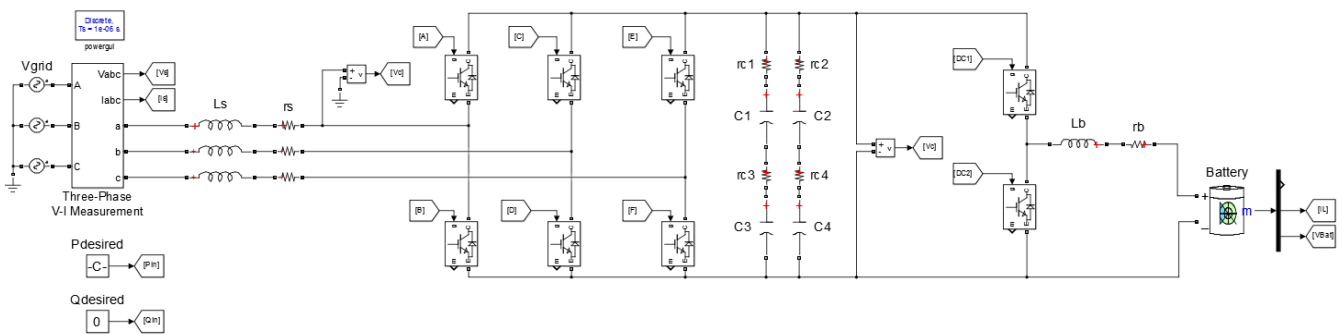 Discrete,
Ts = 1e-06 s.
powergui
Vgrid
A
B
C
Vabc
Iabc
a
b
c
Three-Phase
V-I Measurement
[Vs]
[Is]
Ls
rs
+
-
v
[Vc]
[A]
[C]
[E]
g
C
E
m
g
C
E
m
g
C
E
m
[B]
[D]
[F]
g
C
E
m
g
C
E
m
g
C
E
m
rc1
rc2
C1
C2
rc3
rc4
C3
C4
+
-
v
[Vc]
[DC1]
g
C
E
m
[DC2]
g
C
E
m
Lb
rb
Battery
+
_
m
[IL]
[VBat]
Pdesired
-C-
[Pin]
Qdesired
0
[Qin]